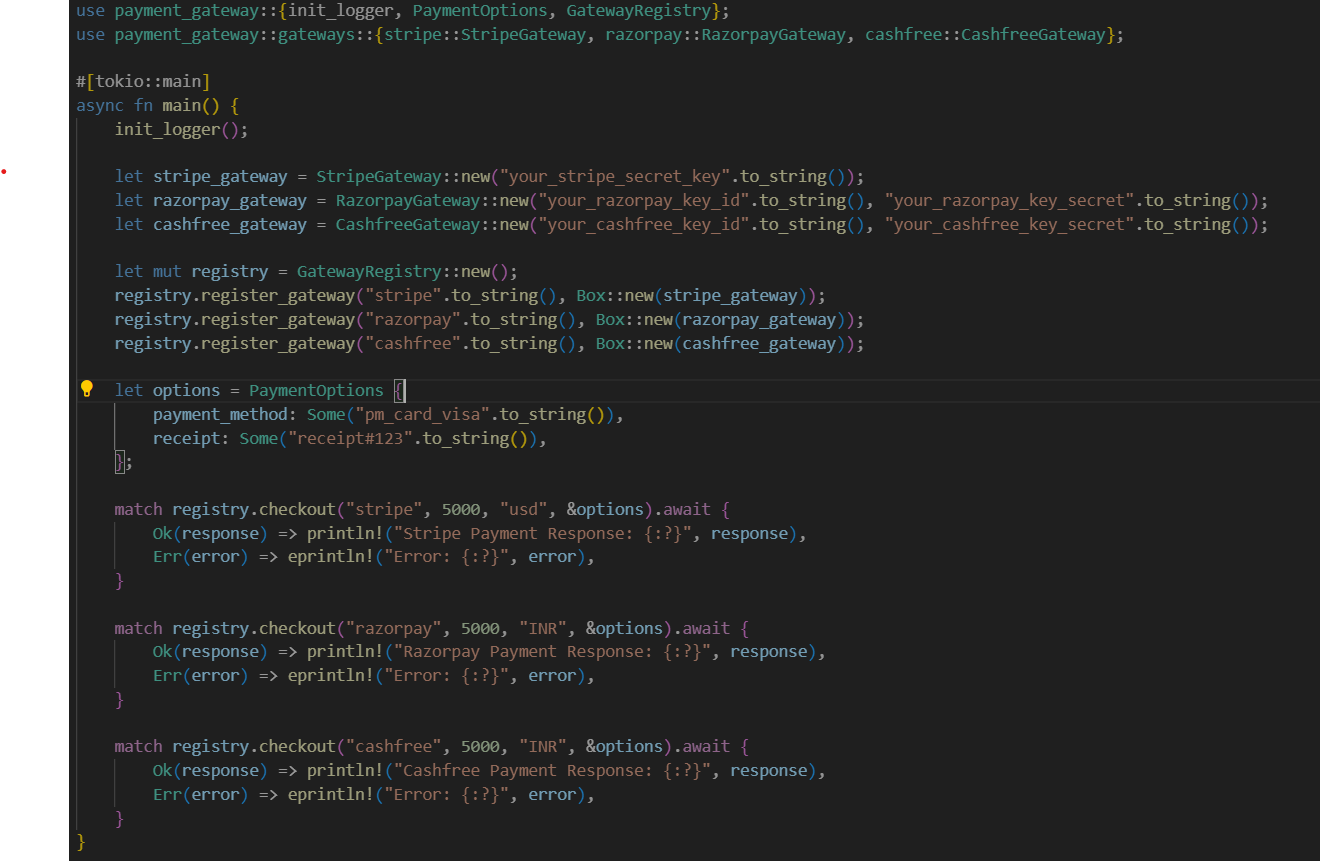 use payment_gateway::{init_logger, PaymentOptions, GatewayRegistry};
use payment_gateway::gateways::{stripe::StripeGateway, razorpay::RazorpayGateway, cashfree::CashfreeGateway};

#[tokio::main]
async fn main() {
    init_logger();

    let stripe_gateway = StripeGateway::new("your_stripe_secret_key".to_string());
    let razorpay_gateway = RazorpayGateway::new("your_razorpay_key_id".to_string(), "your_razorpay_key_secret".to_string());
    let cashfree_gateway = CashfreeGateway::new("your_cashfree_key_id".to_string(), "your_cashfree_key_secret".to_string());

    let mut registry = GatewayRegistry::new();
    registry.register_gateway("stripe".to_string(), Box::new(stripe_gateway));
    registry.register_gateway("razorpay".to_string(), Box::new(razorpay_gateway));
    registry.register_gateway("cashfree".to_string(), Box::new(cashfree_gateway));

    let options = PaymentOptions {
        payment_method: Some("pm_card_visa".to_string()),
        receipt: Some("receipt#123".to_string()),
    };

    match registry.checkout("stripe", 5000, "usd", &options).await {
        Ok(response) => println!("Stripe Payment Response: {:?}", response),
        Err(error) => eprintln!("Error: {:?}", error),
    }

    match registry.checkout("razorpay", 5000, "INR", &options).await {
        Ok(response) => println!("Razorpay Payment Response: {:?}", response),
        Err(error) => eprintln!("Error: {:?}", error),
    }

    match registry.checkout("cashfree", 5000, "INR", &options).await {
        Ok(response) => println!("Cashfree Payment Response: {:?}", response),
        Err(error) => eprintln!("Error: {:?}", error),
    }
}